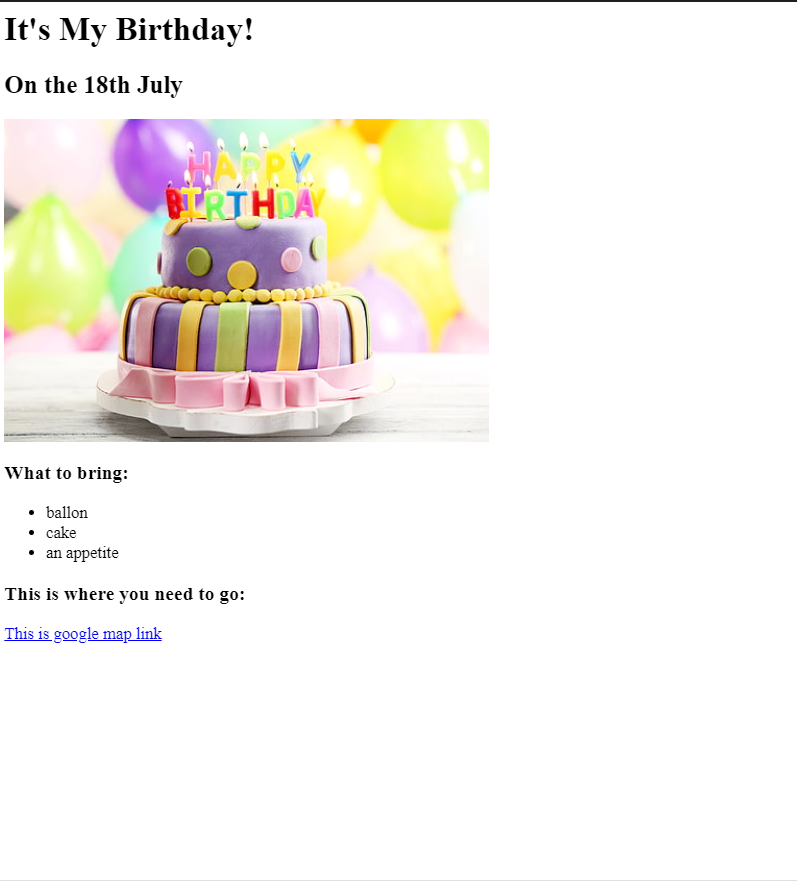 It's My Birthday!
On the 18th July
HAPPY
BIRTHDAY
What to bring:
ballon
cake
an appetite
This is where you need to go:
This is google map link